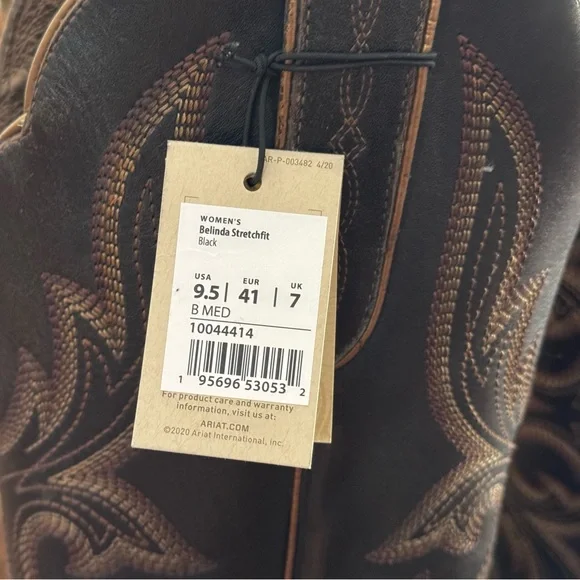 AR-P-003482 4/20
WOMEN'S
Belinda Stretchfit
Black
USA EUR UK
9.5 | 41 | 7
B MED
10044414
1 95696 53053 2
For product care and warranty
information, visit us at:
ARIAT.COM
©2020 Ariat International, Inc.